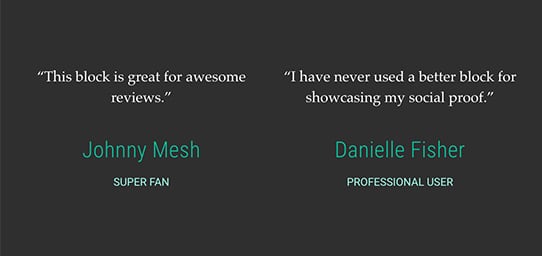 “This block is great for awesome
reviews.”
Johnny Mesh
SUPER FAN
“I have never used a better block for
showcasing my social proof.”
Danielle Fisher
PROFESSIONAL USER